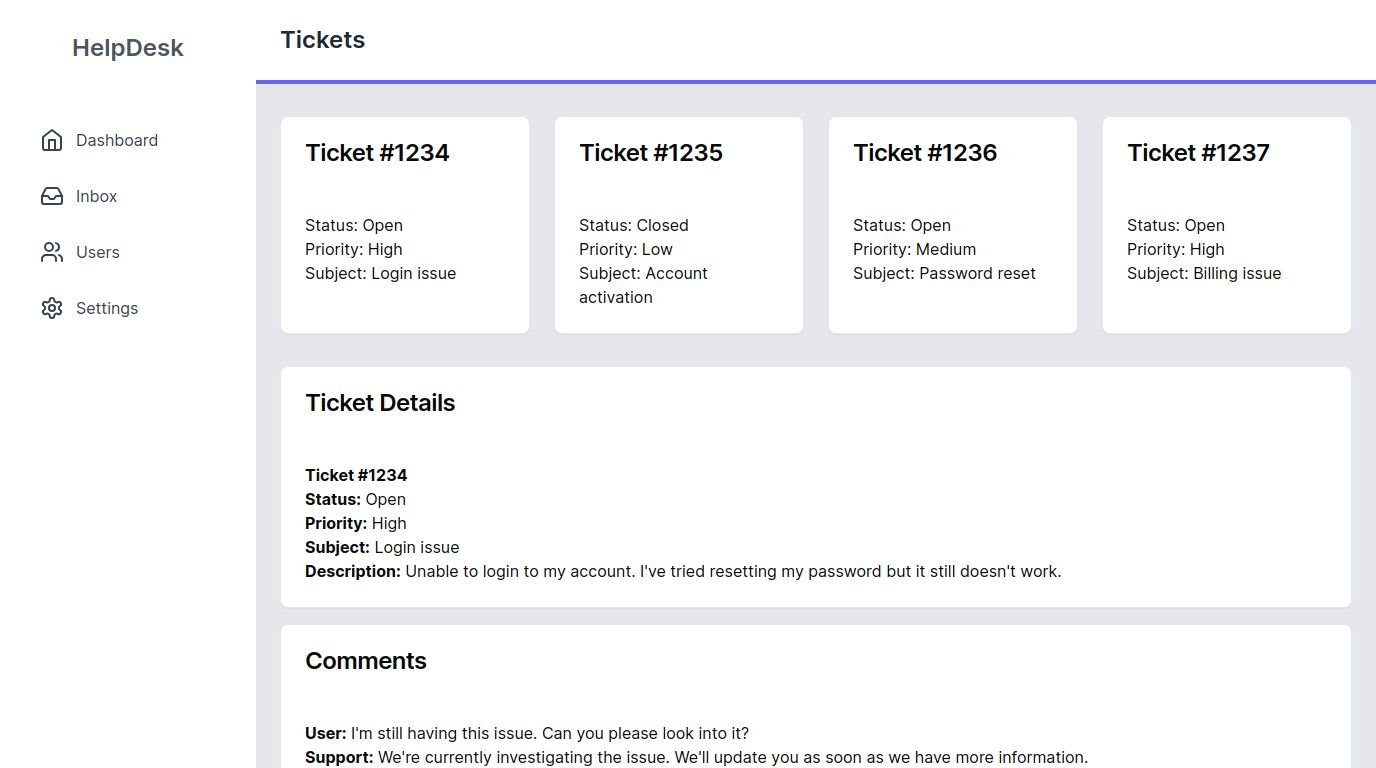 HelpDesk
Dashboard
Inbox
Users
Settings
Tickets
Ticket #1234
Status: Open
Priority: High
Subject: Login issue
Ticket #1235
Status: Closed
Priority: Low
Subject: Account
activation
Ticket #1236
Status: Open
Priority: Medium
Subject: Password reset
Ticket #1237
Status: Open
Priority: High
Subject: Billing issue
Ticket Details
Ticket #1234
Status: Open
Priority: High
Subject: Login issue
Description: Unable to login to my account. I've tried resetting my password but it still doesn't work.
Comments
User: I'm still having this issue. Can you please look into it?
Support: We're currently investigating the issue. We'll update you as soon as we have more information.